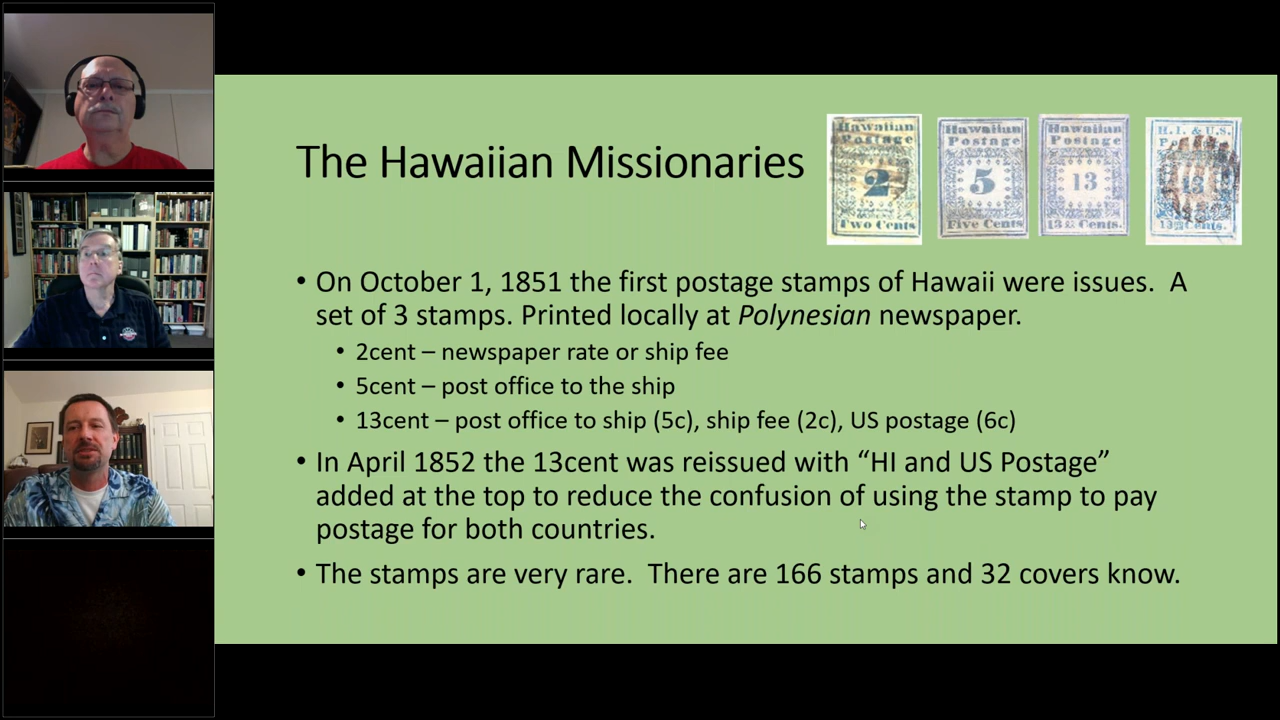 The Hawaiian Missionaries
Hawaiian
Postage
2
Two Cents
Hawaiian
Postage
5
Five Cents
Hawaiian
Postage
13
Cents.
H.I. & U.S.
13
Cents.
• On October 1, 1851 the first postage stamps of Hawaii were issues. A
set of 3 stamps. Printed locally at Polynesian newspaper.
• 2cent – newspaper rate or ship fee
• 5cent – post office to the ship
• 13cent – post office to ship (5c), ship fee (2c), US postage (6c)
• In April 1852 the 13cent was reissued with “HI and US Postage”
added at the top to reduce the confusion of using the stamp to pay
postage for both countries.
• The stamps are very rare. There are 166 stamps and 32 covers know.